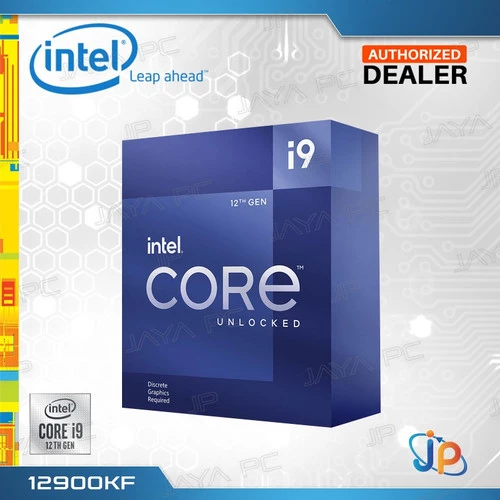 intel
Leap ahead™
AUTHORIZED
DEALER
i9
12TH GEN
intel
CORE™
UNLOCKED
Discrete
Graphics
Required
intel
CORE i9
12TH GEN
12900KF
JP
JAYA PC